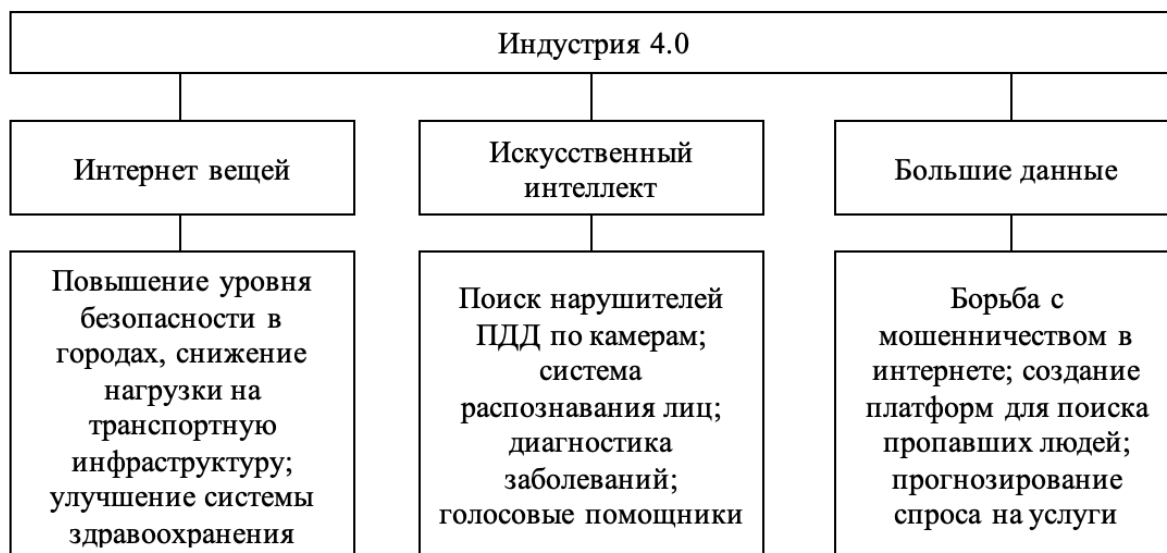 Индустрия 4.0
Интернет вещей
Искусственный
интеллект
Большие данные
Повышение уровня
безопасности в
городах, снижение
нагрузки на
транспортную
инфраструктуру;
улучшение системы
здравоохранения
Поиск нарушителей
ПДД по камерам;
система
распознавания лиц;
диагностика
заболеваний;
голосовые помощники
Борьба с
мошенничеством в
интернете; создание
платформ для поиска
пропавших людей;
прогнозирование
спроса на услуги